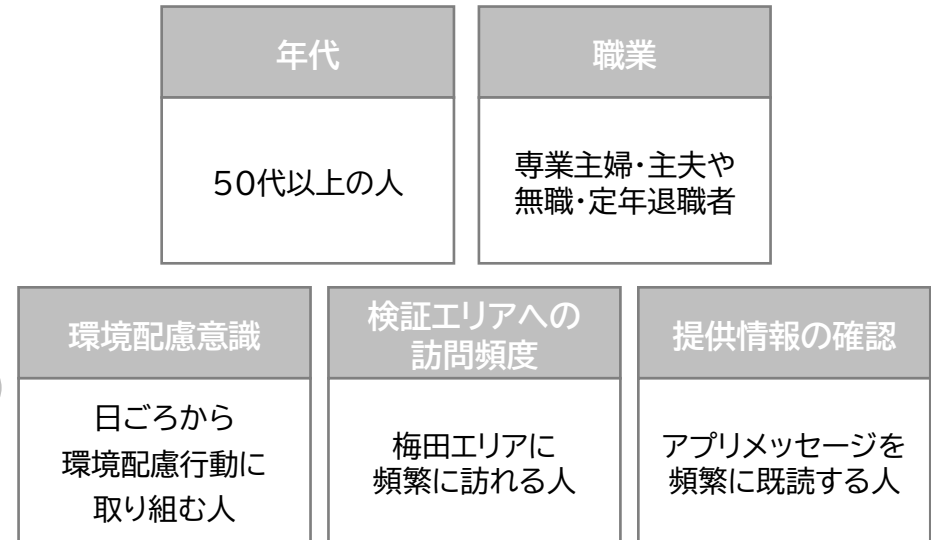 年代
職業
50代以上の人
専業主婦・主夫や
無職・定年退職者
環境配慮意識
検証エリアへの
訪問頻度
提供情報の確認
日ごろから
環境配慮行動に
取り組む人
梅田エリアに
頻繁に訪れる人
アプリメッセージを
頻繁に既読する人